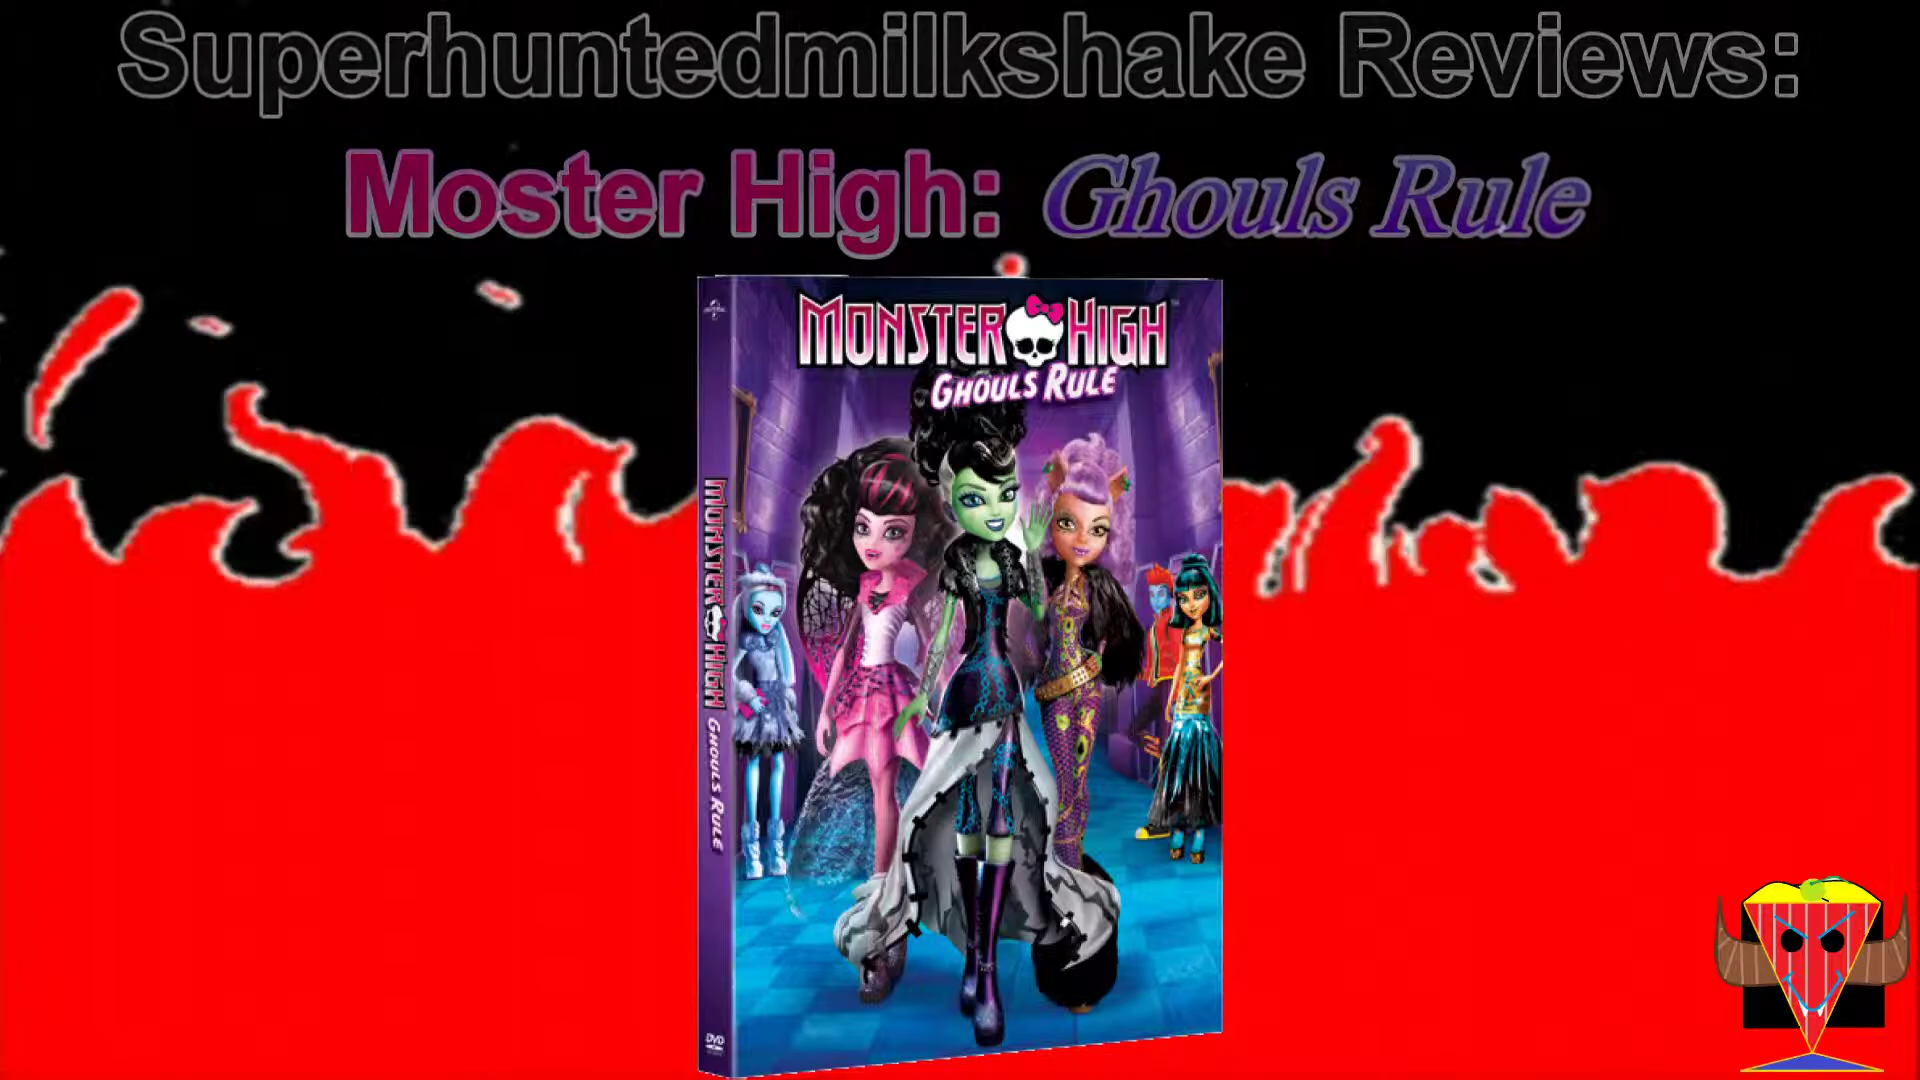 Superhuntedmilkshake Reviews:
Moster High: Ghouls Rule
MONSTER HIGH
GHOULS RULE
MONSTER HIGH GHOULS RULE
DVD